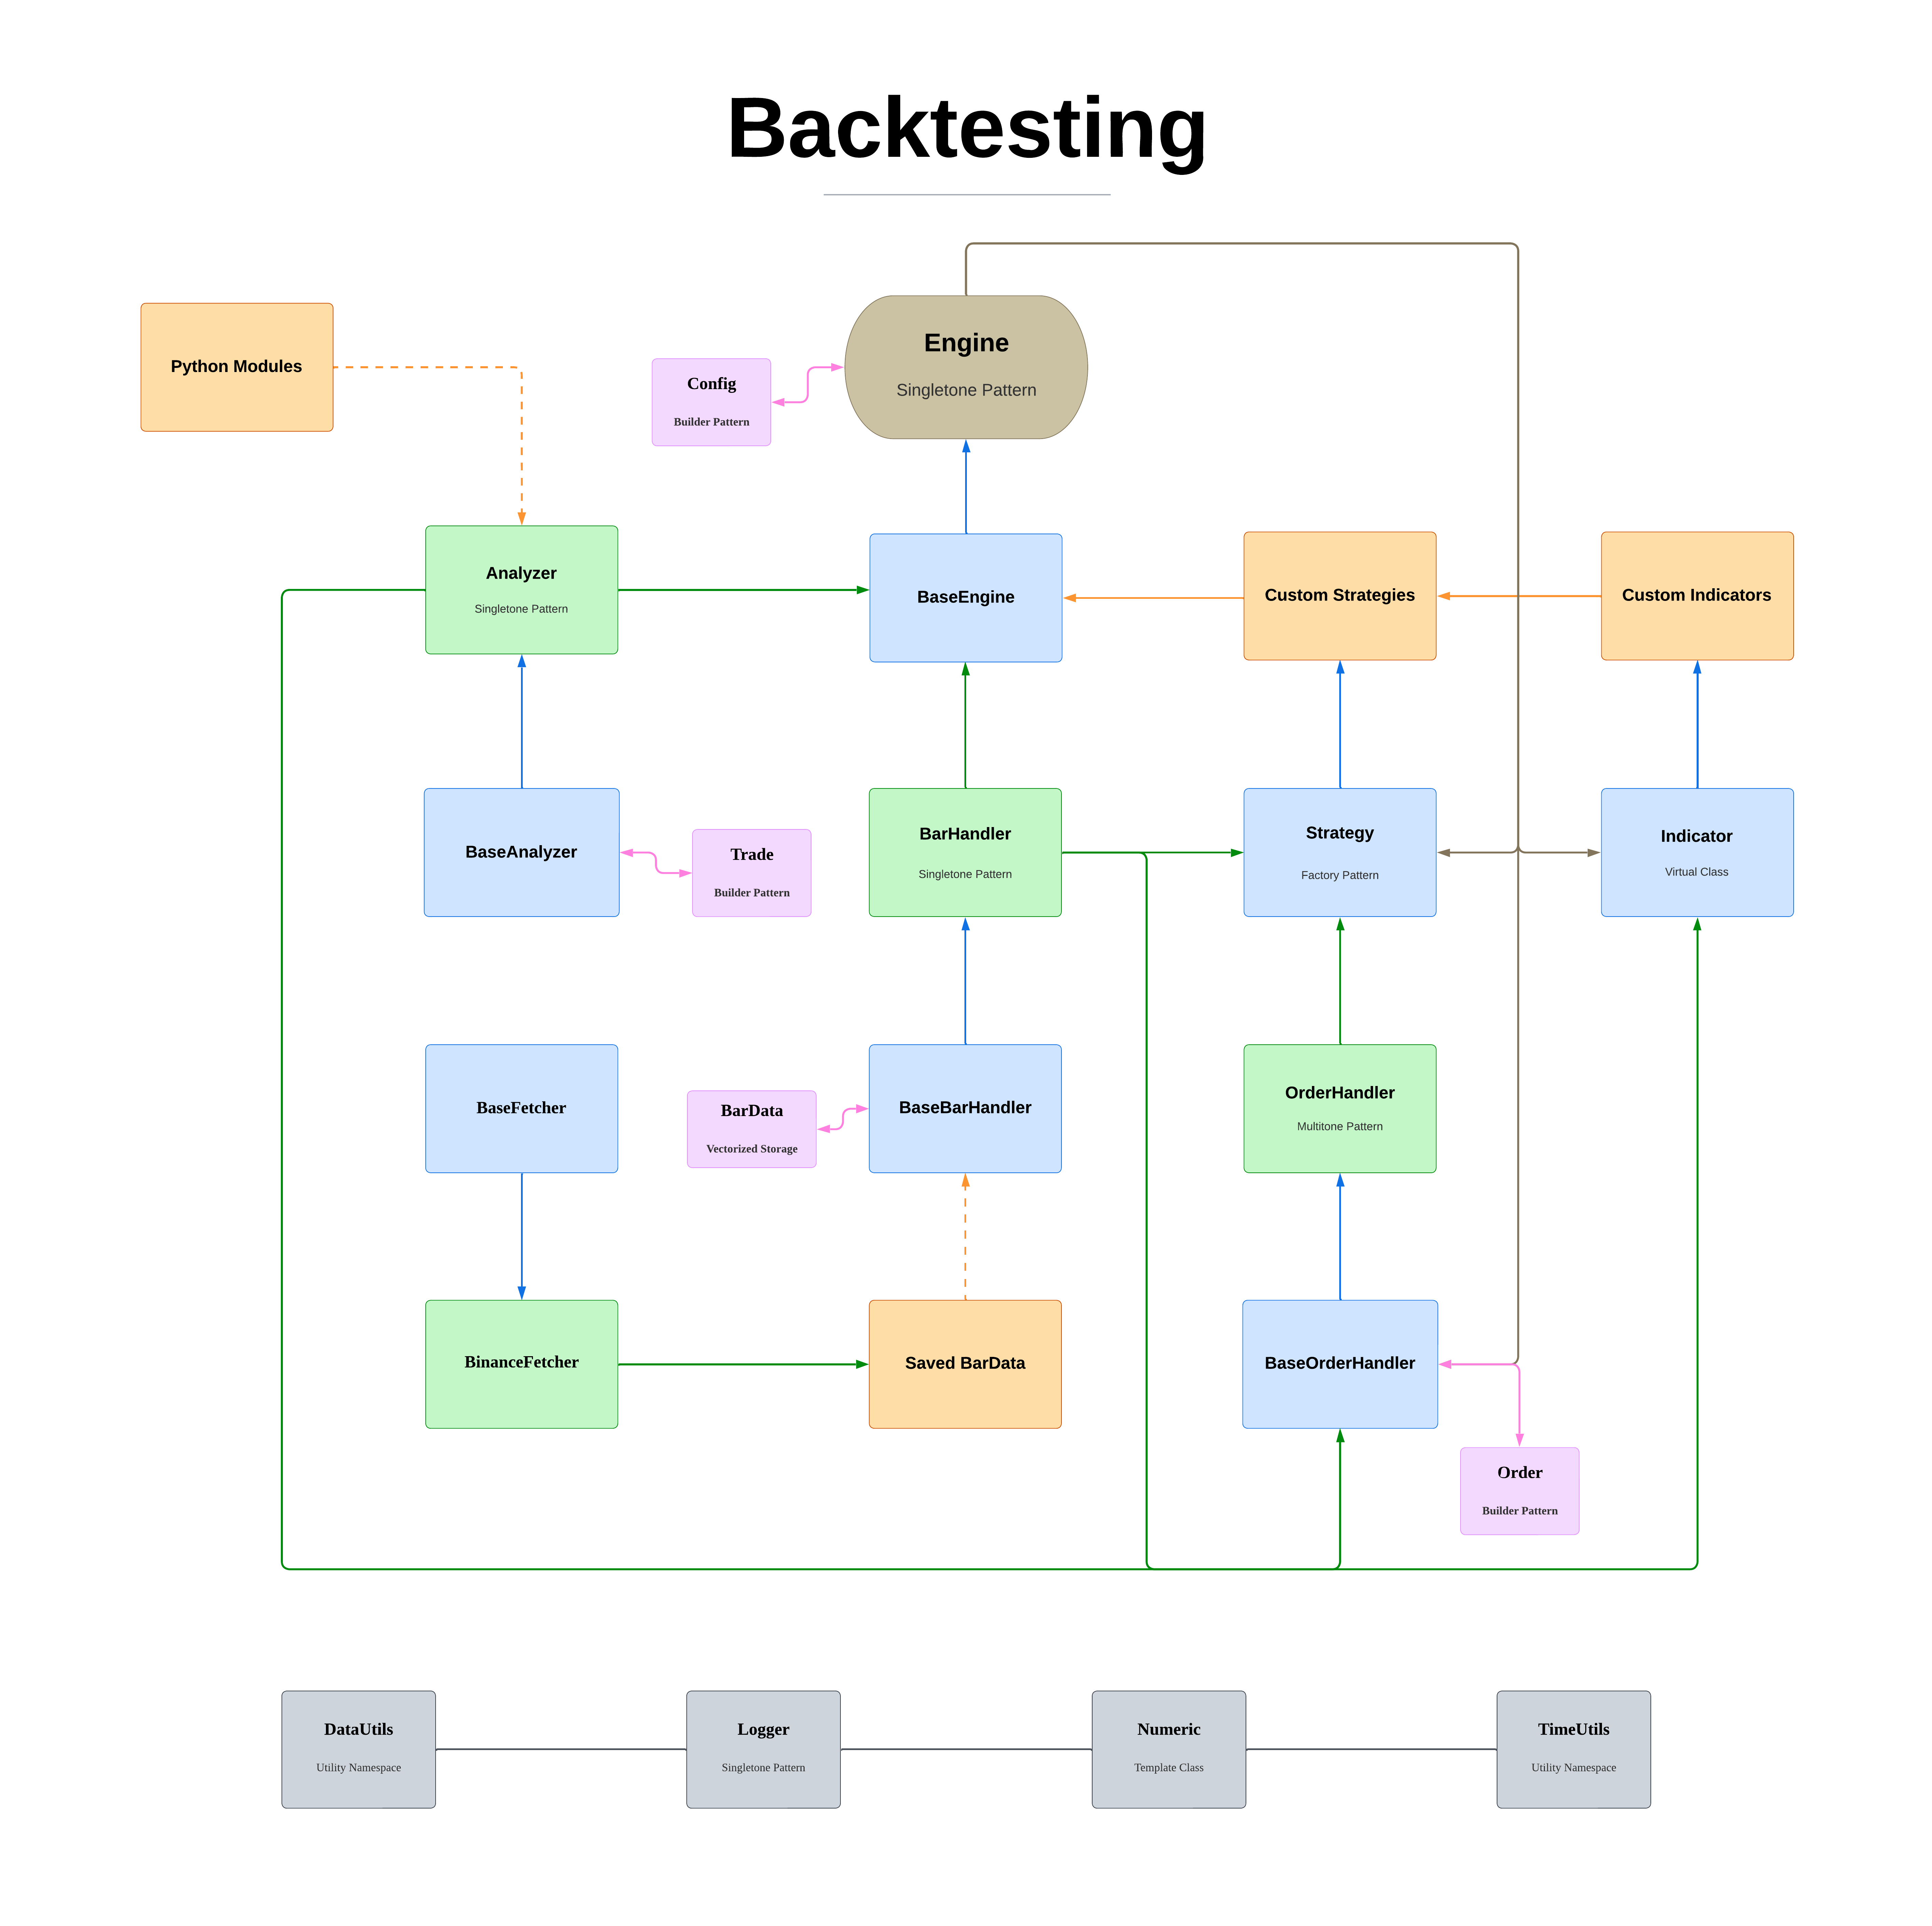 Backtesting
Engine
Singletone Pattern
Python Modules
Config
Builder Pattern
Analyzer
Singletone Pattern
BaseEngine
Custom Strategies
Custom Indicators
BaseAnalyzer
Trade
Builder Pattern
BarHandler
Singletone Pattern
Strategy
Factory Pattern
Indicator
Virtual Class
BaseFetcher
BarData
Vectorized Storage
BaseBarHandler
OrderHandler
Multitone Pattern
BinanceFetcher
Saved BarData
BaseOrderHandler
Order
Builder Pattern
DataUtils
Utility Namespace
Logger
Singletone Pattern
Numeric
Template Class
TimeUtils
Utility Namespace